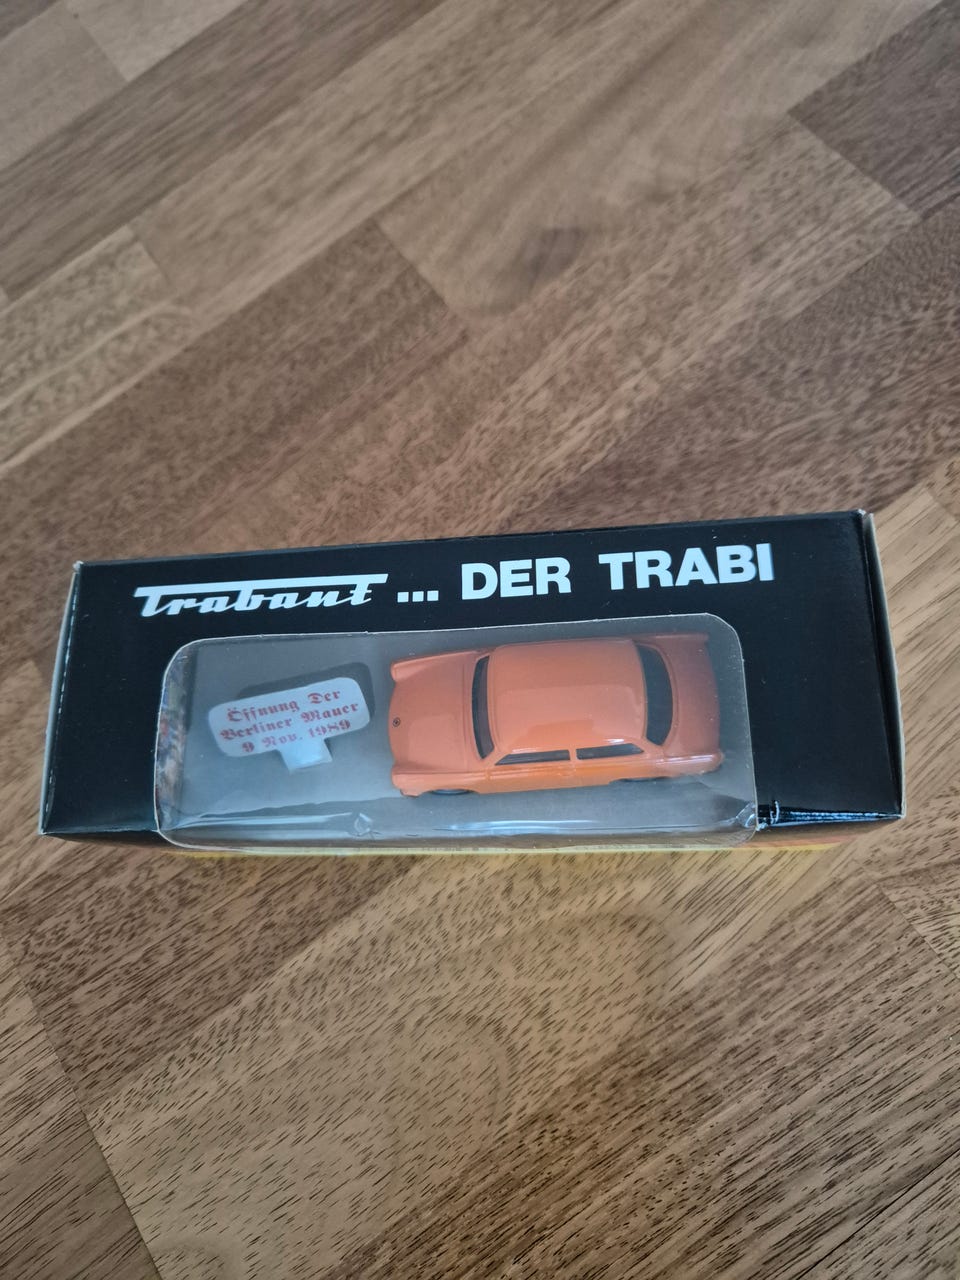 Trabant... DER TRABI
Öffnung Der
Berliner Mauer
9 Nov. 1989